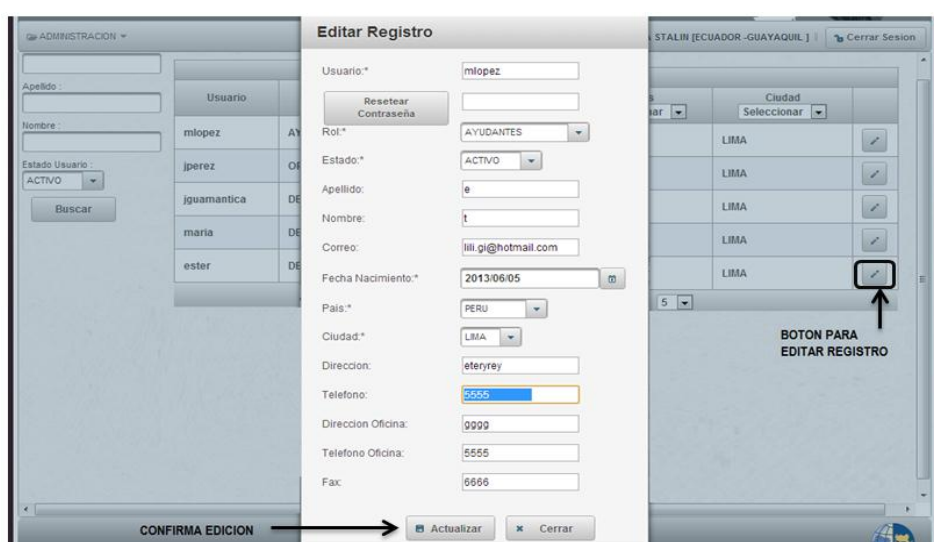 ADMINISTRACION
STALIN [ECUADOR -GUAYAQUIL ] |
Cerrar Sesion
Apellido :
Nombre :
Estado Usuario :
ACTIVO
Buscar
Usuario
Ciudad
Seleccionar
mlopez
LIMA
jperez
LIMA
jguamantica
DE
LIMA
maria
DE
LIMA
ester
DE
LIMA
5
Editar Registro
Usuario:*
mlopez
Resetear
Contraseña
Rol:*
AYUDANTES
Estado:*
ACTIVO
Apellido:
e
Nombre:
t
Correo:
lili.gi@hotmail.com
Fecha Nacimiento:*
2013/06/05
Pais:*
PERU
Ciudad:*
LIMA
Direccion:
eteryrey
Telefono:
5555
Direccion Oficina:
gggg
Telefono Oficina:
5555
Fax:
6666
Actualizar
Cerrar
BOTON PARA
EDITAR REGISTRO
CONFIRMA EDICION